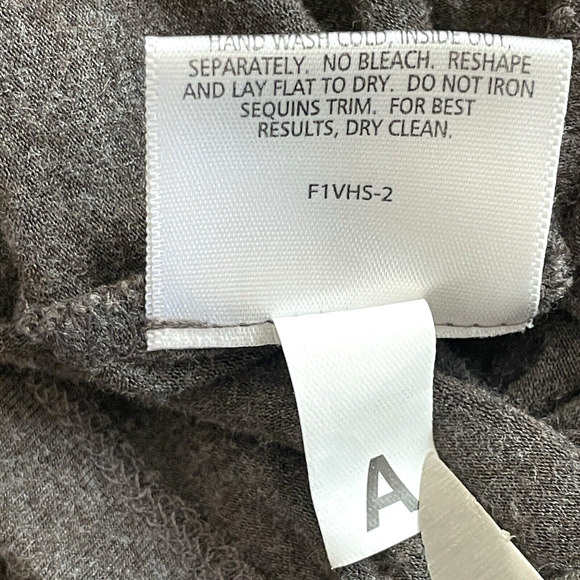 HAND WASH COLD, INSIDE OUT,
SEPARATELY. NO BLEACH. RESHAPE
AND LAY FLAT TO DRY. DO NOT IRON
SEQUINS TRIM. FOR BEST
RESULTS, DRY CLEAN.
F1VHS-2
A